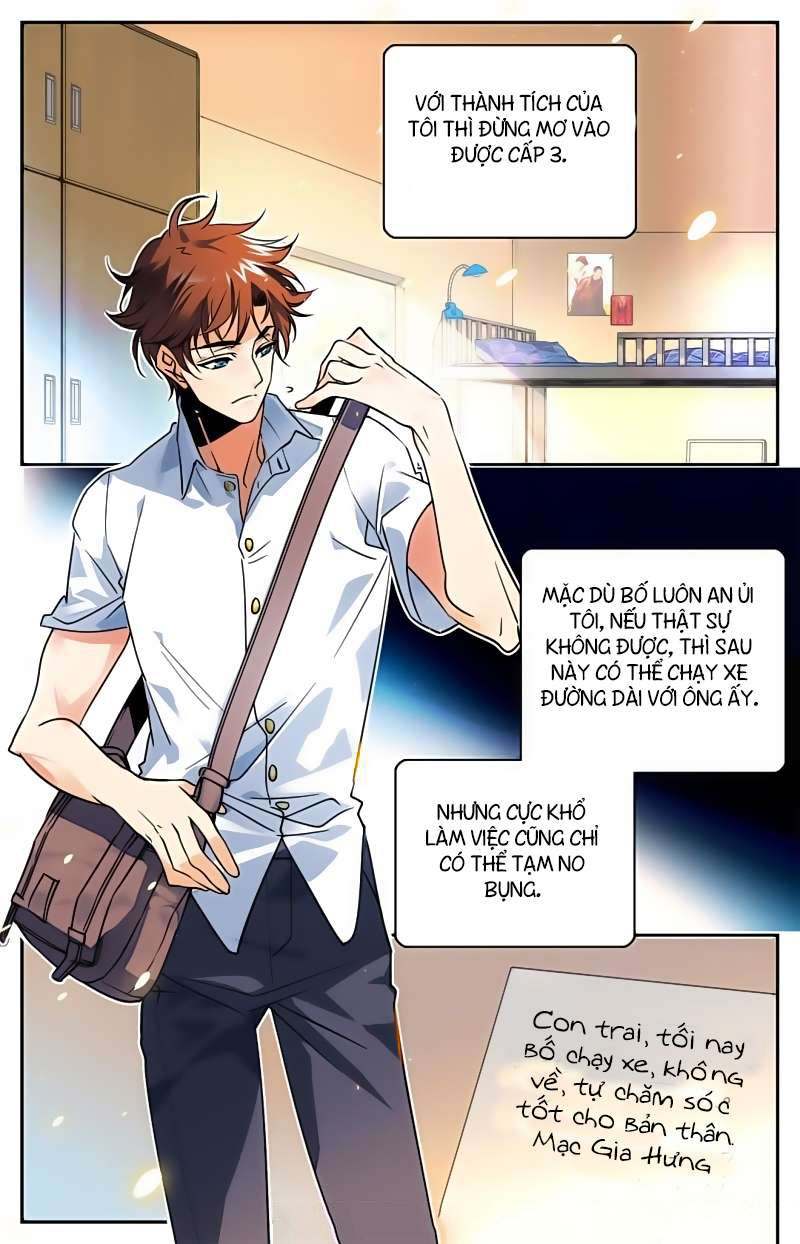 VỚI THÀNH TÍCH CỦA
TÔI THÌ ĐỪNG MƠ VÀO
ĐƯỢC CẤP 3.
MẶC DÙ BỐ LUÔN AN ỦI
TÔI, NẾU THẬT SỰ
KHÔNG ĐƯỢC, THÌ SAU
NÀY CÓ THỂ CHẠY XE
ĐƯỜNG DÀI VỚI ÔNG ẤY.
NHƯNG CỰC KHỔ
LÀM VIỆC CŨNG CHỈ
CÓ THỂ TẠM NO
BỤNG.
Con trai, tối nay
Bố chạy xe, không
về, tự chăm sóc
tốt cho Bản thân.
Mạc Gia Hưng